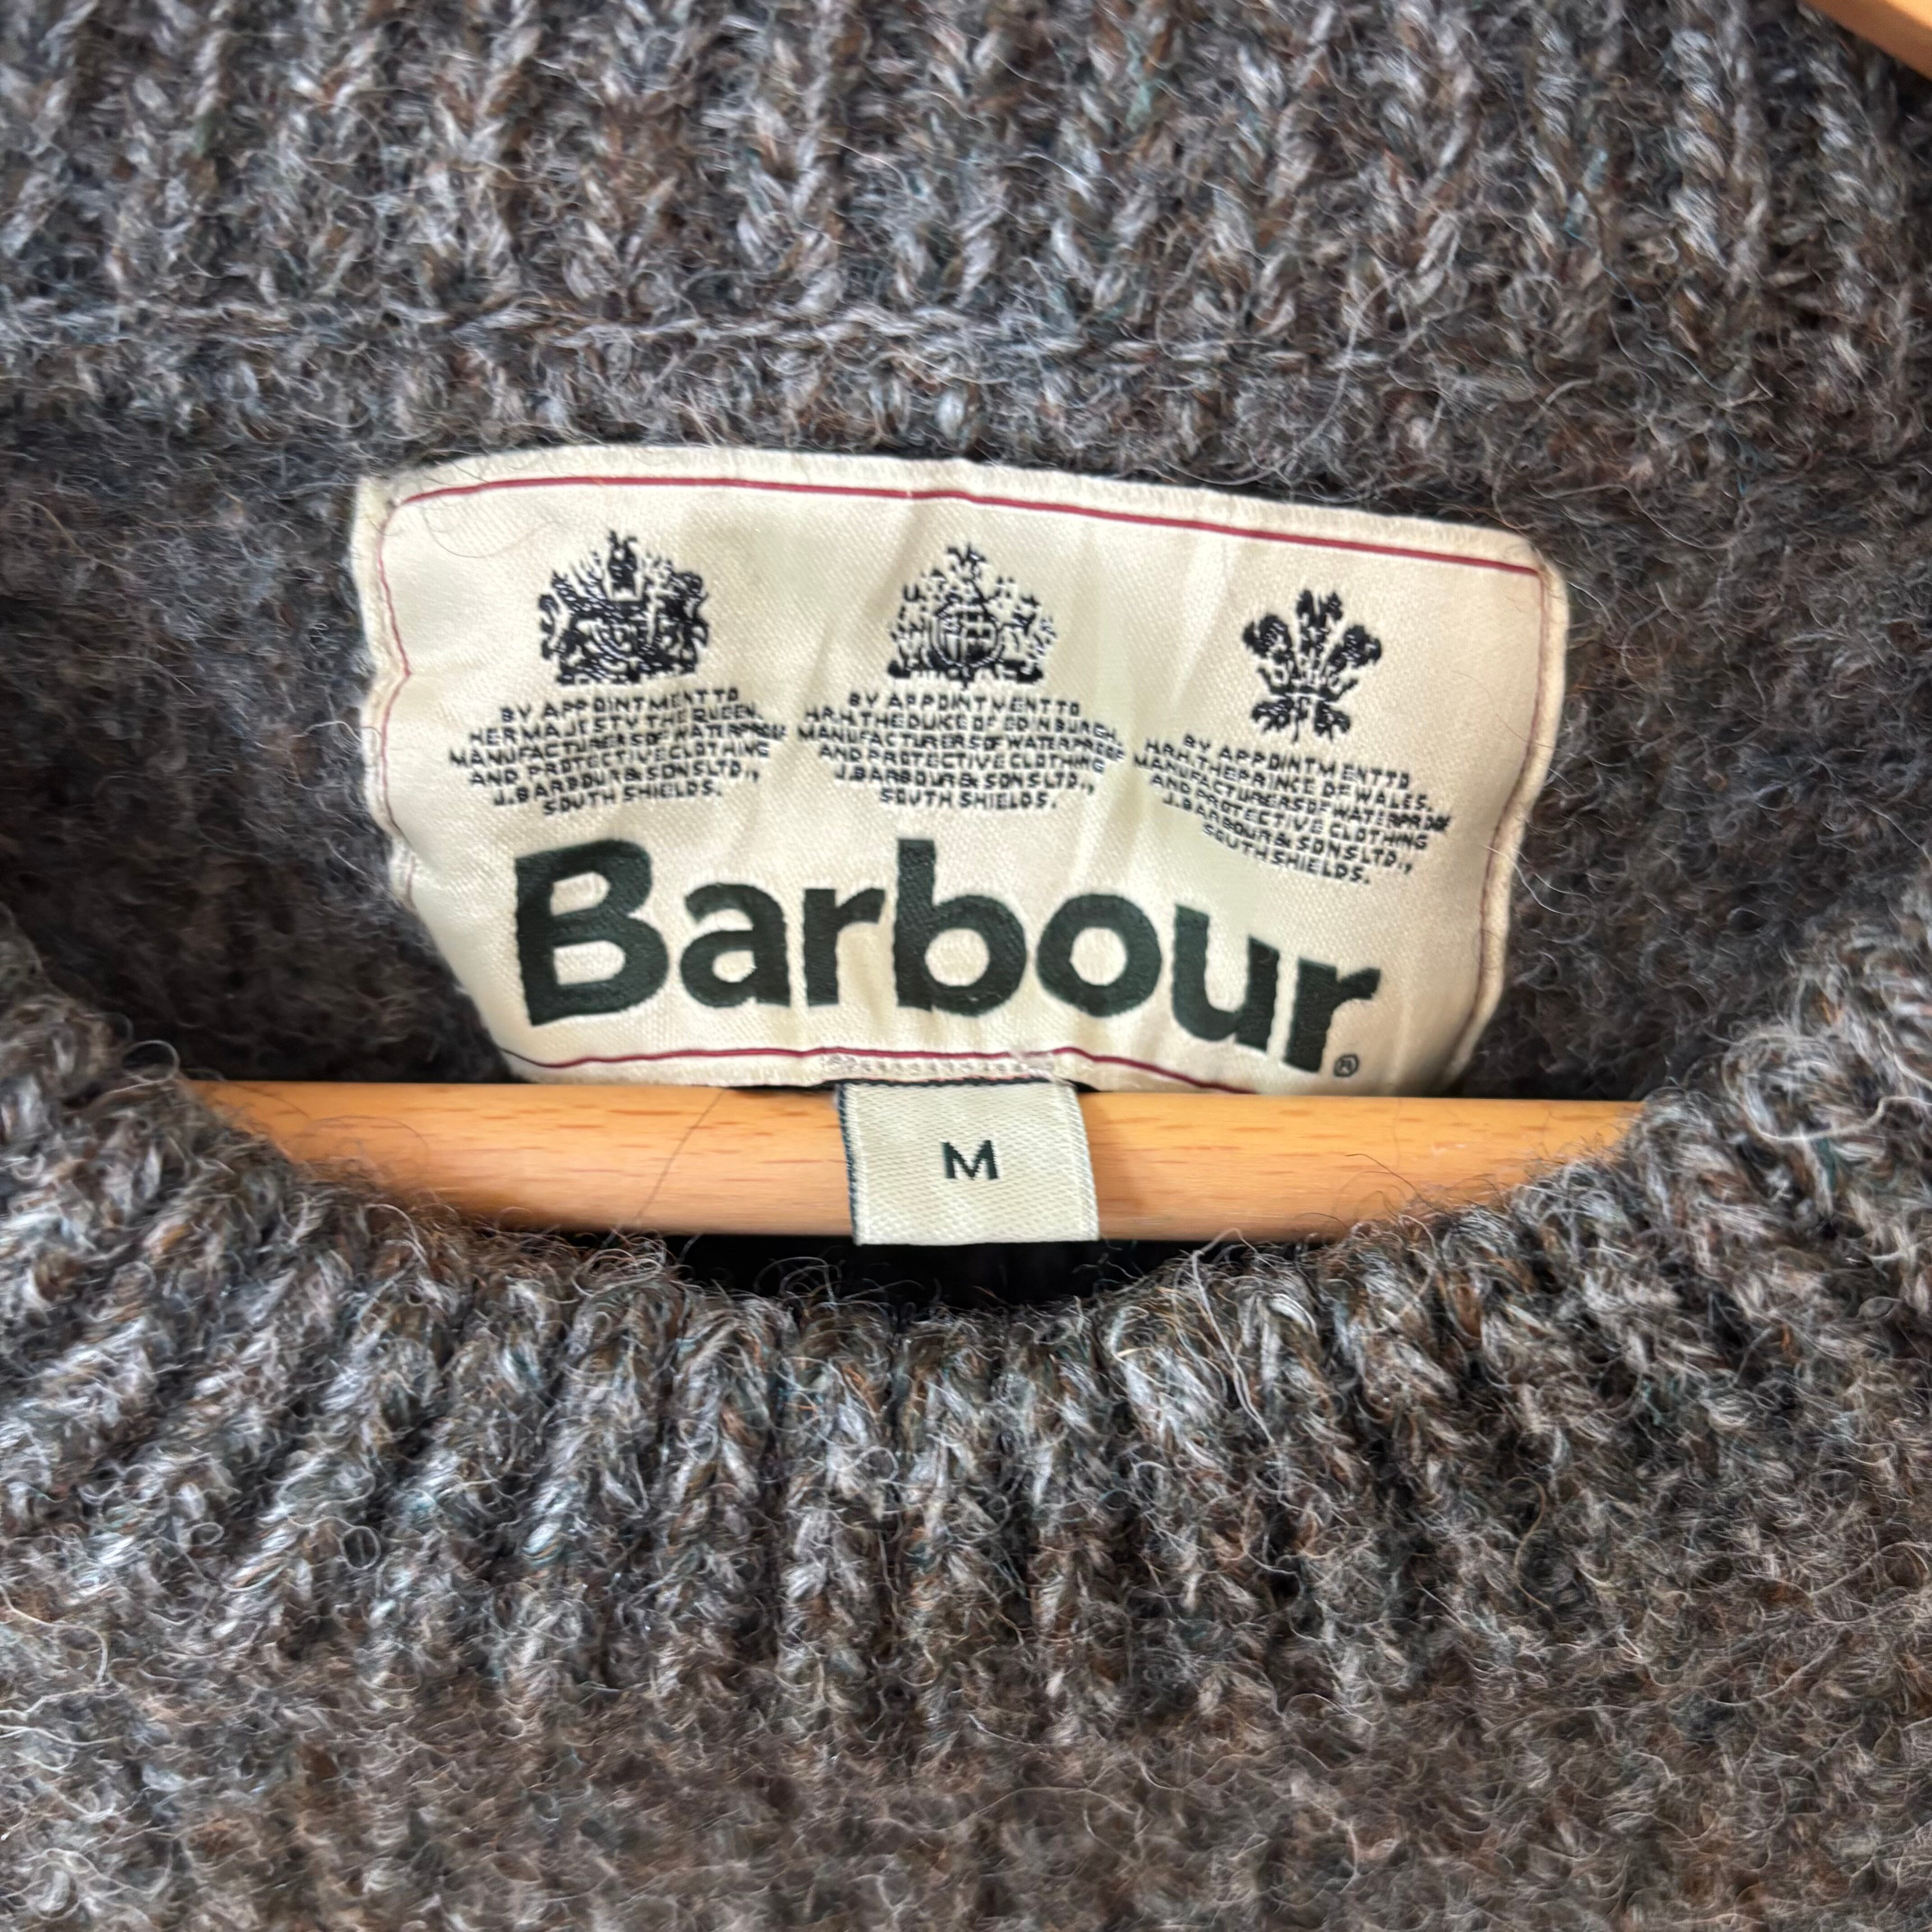 BY APPOINTMENT TO
HER MAJESTY THE QUEEN,
MANUFACTURERS OF WATERPROOF
AND PROTECTIVE CLOTHING
J.BARBOUR & SONS LTD.,
SOUTH SHIELDS.
BY APPOINTMENT TO
H.R.H. THE DUKE OF EDINBURGH,
MANUFACTURERS OF WATERPROOF
AND PROTECTIVE CLOTHING
J.BARBOUR & SONS LTD.,
SOUTH SHIELDS.
BY APPOINTMENT TO
H.R.H. THE PRINCE OF WALES.
MANUFACTURERS OF WATERPROOF
AND PROTECTIVE CLOTHING
J.BARBOUR & SONS LTD.,
SOUTH SHIELDS.
Barbour®
M